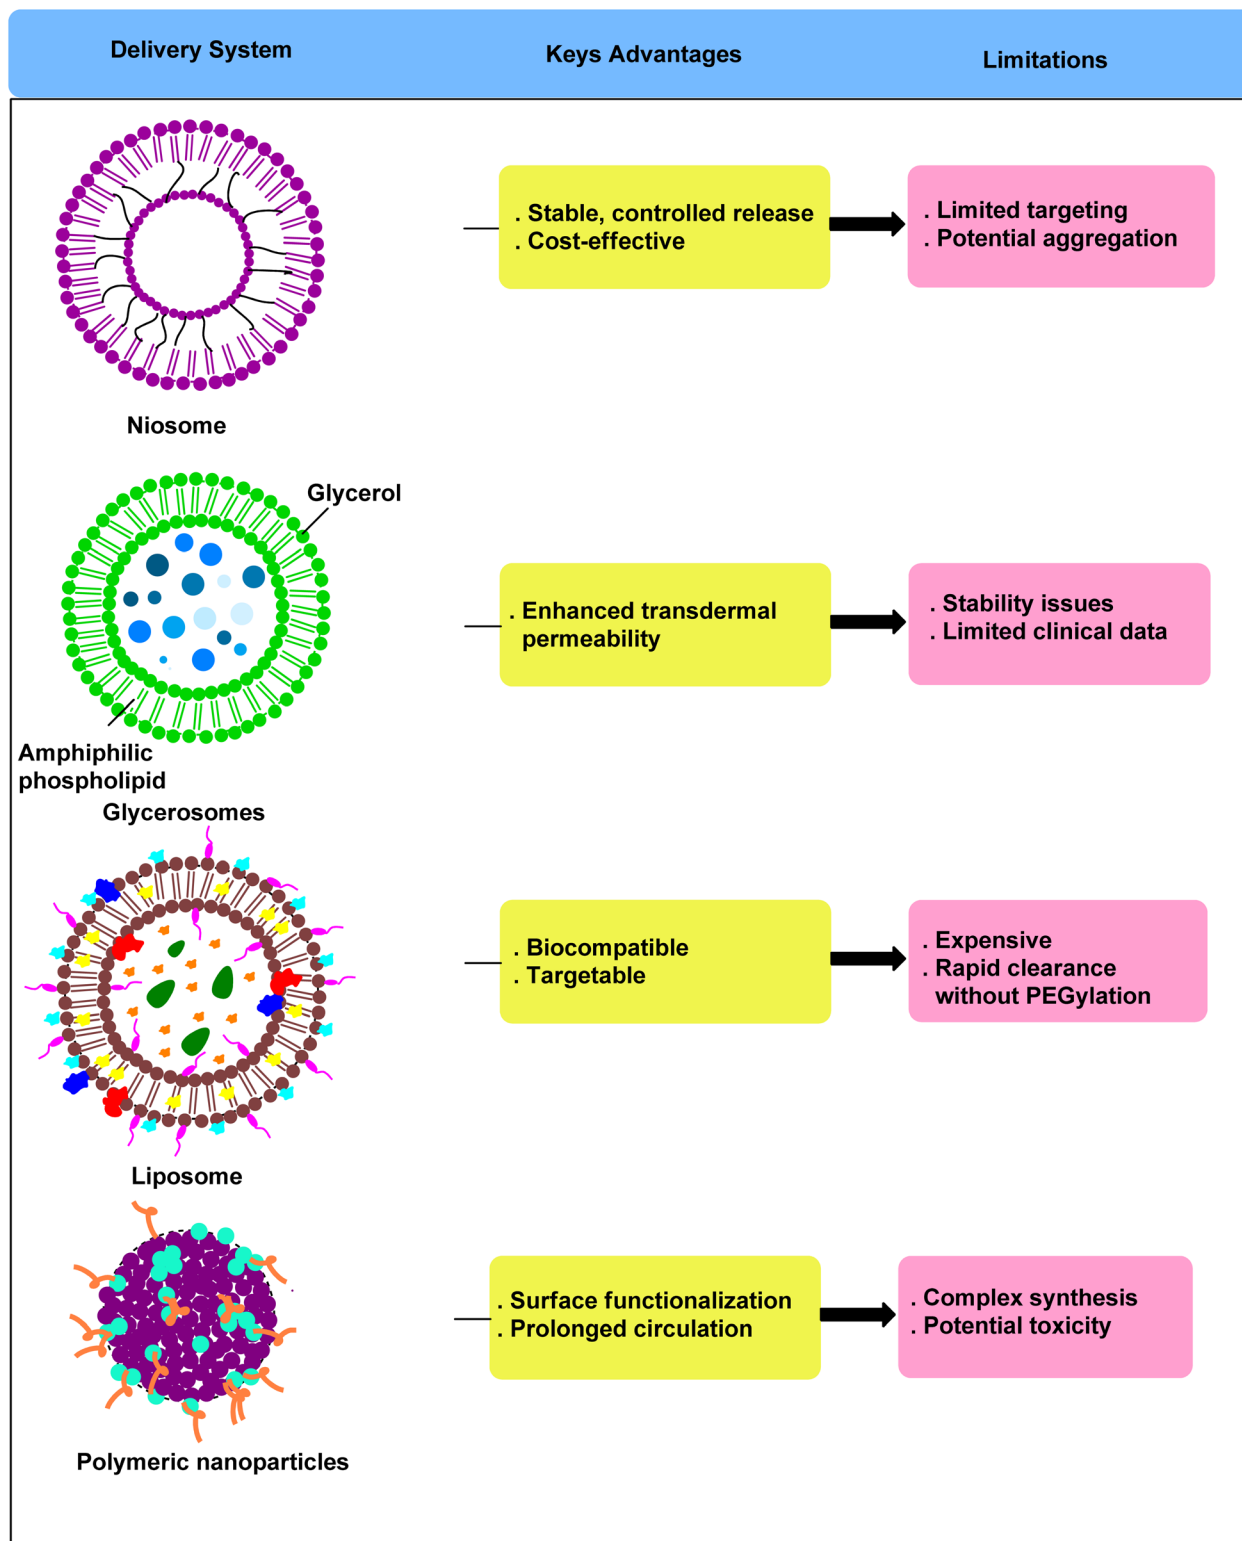 Delivery System
Keys Advantages
Limitations
. Stable, controlled release
. Cost-effective
. Limited targeting
. Potential aggregation
Niosome
Glycerol
. Enhanced transdermal
permeability
. Stability issues
. Limited clinical data
Amphiphilic
phospholipid
Glycerosomes
. Biocompatible
. Targetable
. Expensive
. Rapid clearance
without PEGylation
Liposome
. Surface functionalization
. Prolonged circulation
. Complex synthesis
. Potential toxicity
Polymeric nanoparticles